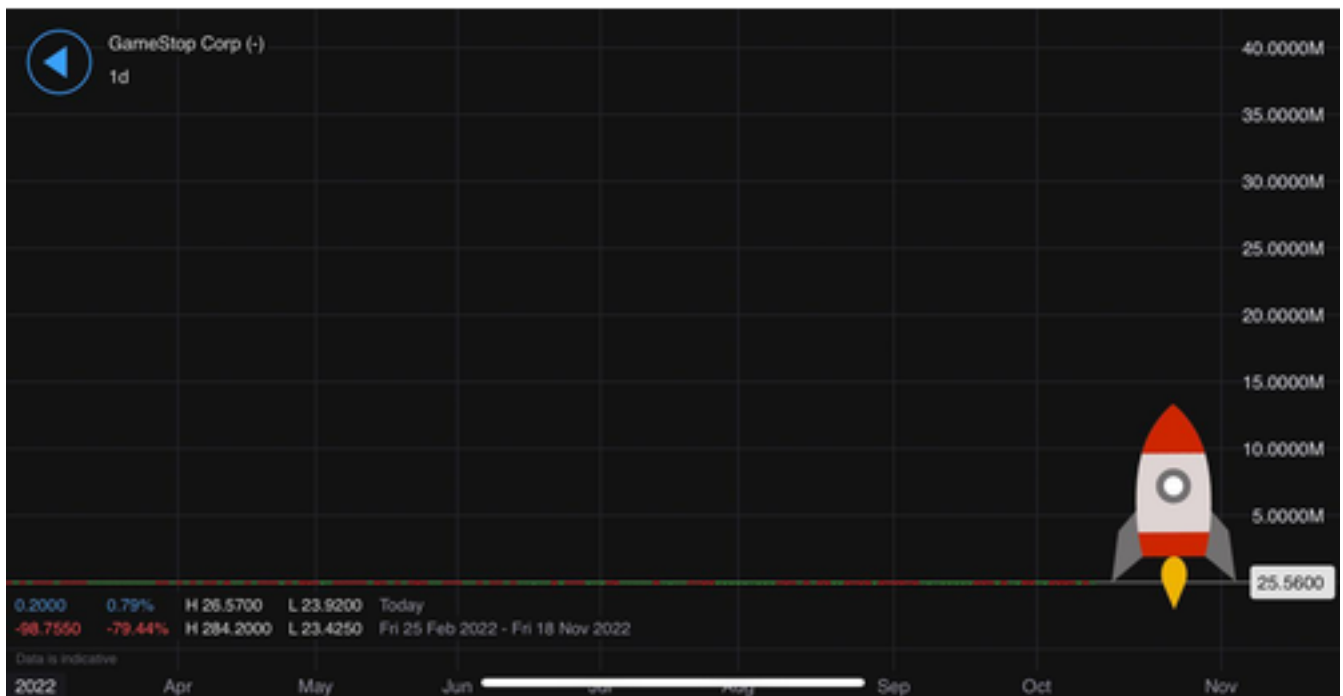 GameStop Corp (-)
1d
40.0000M
35.0000M
30.0000M
25.0000M
20.0000M
15.0000M
10.0000M
5.0000M
25.5600
0.2000 0.79% H 26.5700 L 23.9200 Today
-98.7550 -79.44% H 284.2000 L 23.4250 Fri 25 Feb 2022 - Fri 18 Nov 2022
Data is indicative
2022 Apr May Jun Jul Aug Sep Oct Nov